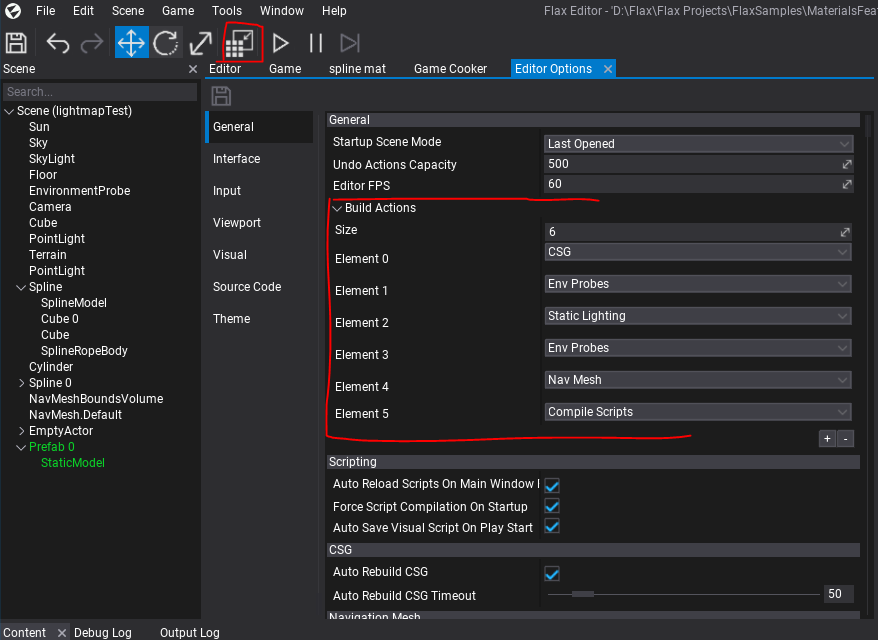 File Edit Scene Game Tools Window Help
Flax Editor - 'D:\Flax\Flax Projects\FlaxSamples\MaterialsFea
Scene
Editor Game spline mat Game Cooker Editor Options
Search...
Scene (lightmapTest)
Sun
Sky
SkyLight
Floor
EnvironmentProbe
Camera
Cube
PointLight
Terrain
PointLight
Spline
SplineModel
Cube 0
Cube
SplineRopeBody
Cylinder
Spline 0
NavMeshBoundsVolume
NavMesh.Default
EmptyActor
Prefab 0
StaticModel
General
Interface
Input
Viewport
Visual
Source Code
Theme
General
Startup Scene Mode Last Opened
Undo Actions Capacity 500
Editor FPS 60
Build Actions
Size 6
Element 0 CSG
Element 1 Env Probes
Element 2 Static Lighting
Element 3 Env Probes
Element 4 Nav Mesh
Element 5 Compile Scripts
+ -
Scripting
Auto Reload Scripts On Main Window
Force Script Compilation On Startup
Auto Save Visual Script On Play Start
CSG
Auto Rebuild CSG
Auto Rebuild CSG Timeout 50
Navigation Mesh
Content Debug Log Output Log